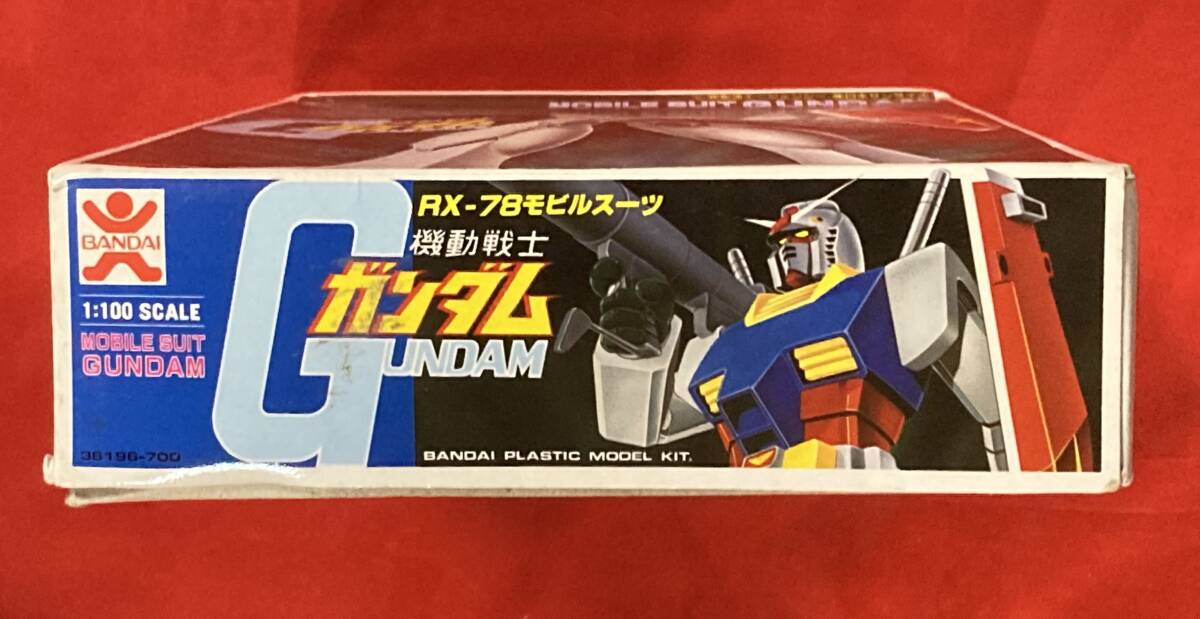 MOBILE SUIT GUNDAM
BANDAI
1:100 SCALE
MOBILE SUIT
GUNDAM
36196-700
RX-78モビルスーツ
機動戦士
ガンダム
GUNDAM
BANDAI PLASTIC MODEL KIT.